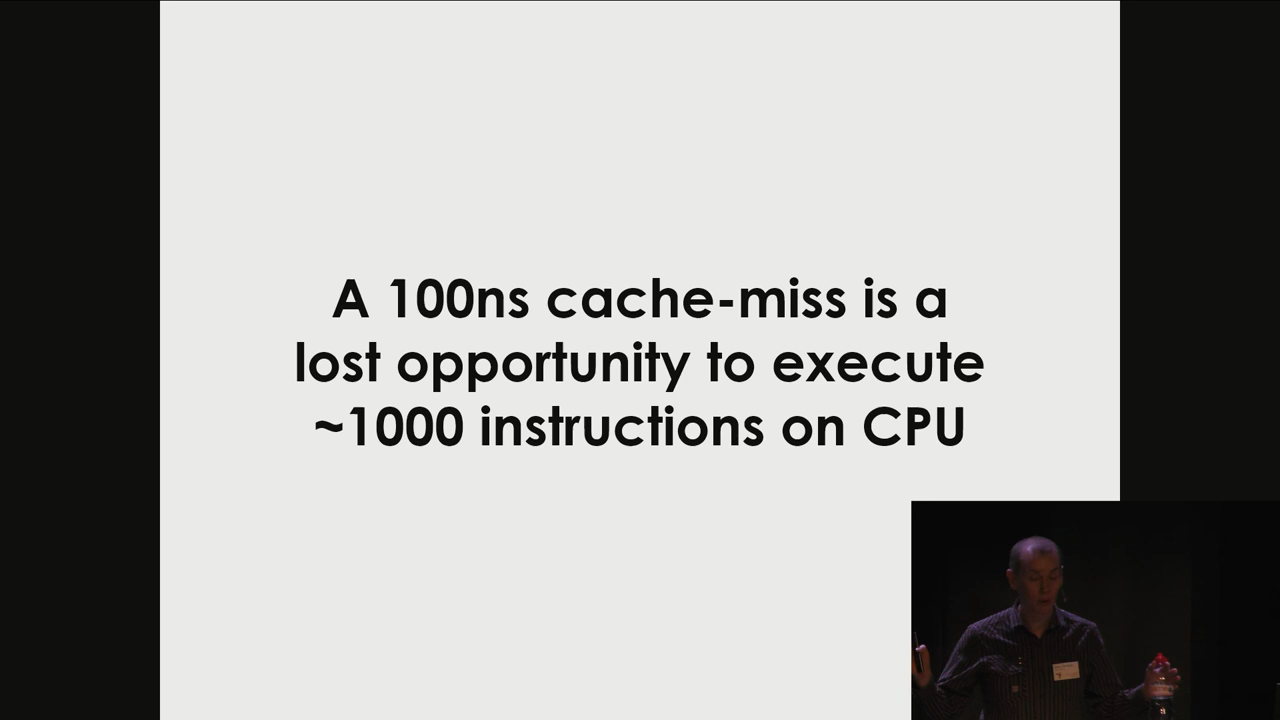 A 100ns cache-miss is a
lost opportunity to execute
~1000 instructions on CPU